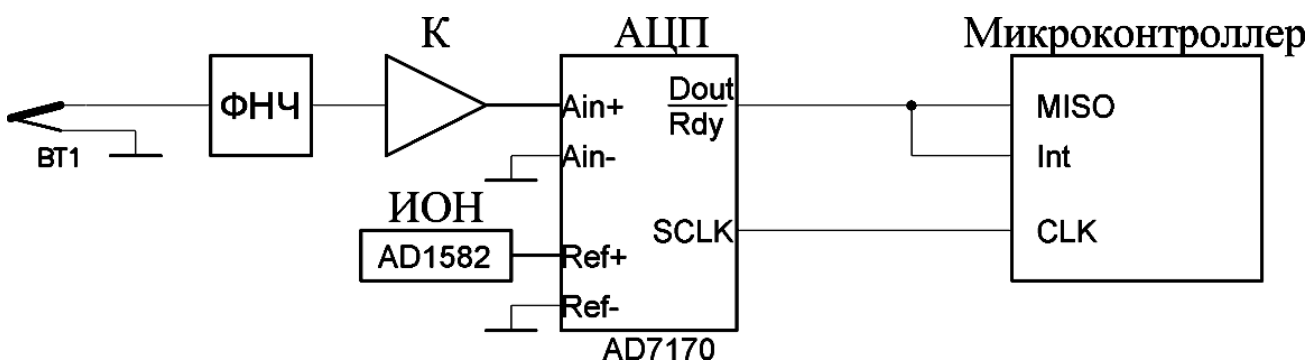 К АЦП Микроконтроллер
ФНЧ
Ain+ Dout MISO
Rdy
BT1 Ain- Int
ИОН
AD1582 Ref+ SCLK CLK
Ref-
AD7170